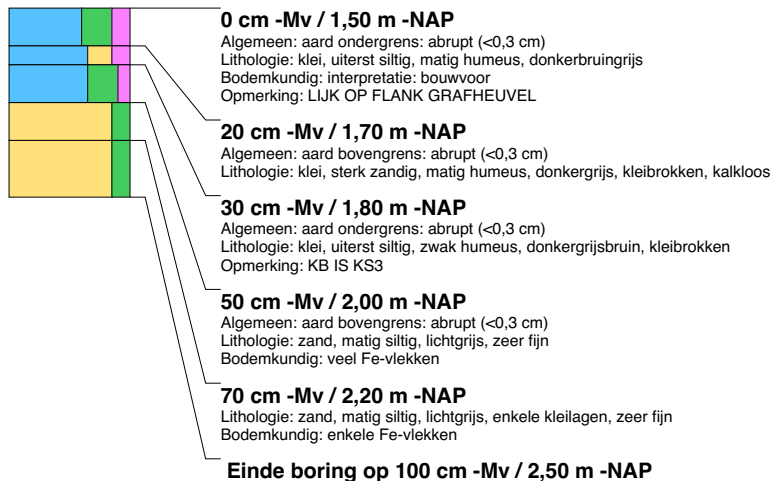 0 cm -Mv / 1,50 m -NAP
Algemeen: aard ondergrens: abrupt (<0,3 cm)
Lithologie: klei, uiterst siltig, matig humeus, donkerbruingrijs
Bodemkundig: interpretatie: bouwvoor
Opmerking: LIJK OP FLANK GRAFHEUVEL
20 cm -Mv / 1,70 m -NAP
Algemeen: aard bovengrens: abrupt (<0,3 cm)
Lithologie: klei, sterk zandig, matig humeus, donkergrijs, kleibrokken, kalkloos
30 cm -Mv / 1,80 m -NAP
Algemeen: aard ondergrens: abrupt (<0,3 cm)
Lithologie: klei, uiterst siltig, zwak humeus, donkergrijsbruin, kleibrokken
Opmerking: KB IS KS3
50 cm -Mv / 2,00 m -NAP
Algemeen: aard bovengrens: abrupt (<0,3 cm)
Lithologie: zand, matig siltig, lichtgrijs, zeer fijn
Bodemkundig: veel Fe-vlekken
70 cm -Mv / 2,20 m -NAP
Lithologie: zand, matig siltig, lichtgrijs, enkele kleilagen, zeer fijn
Bodemkundig: enkele Fe-vlekken
Einde boring op 100 cm -Mv / 2,50 m -NAP